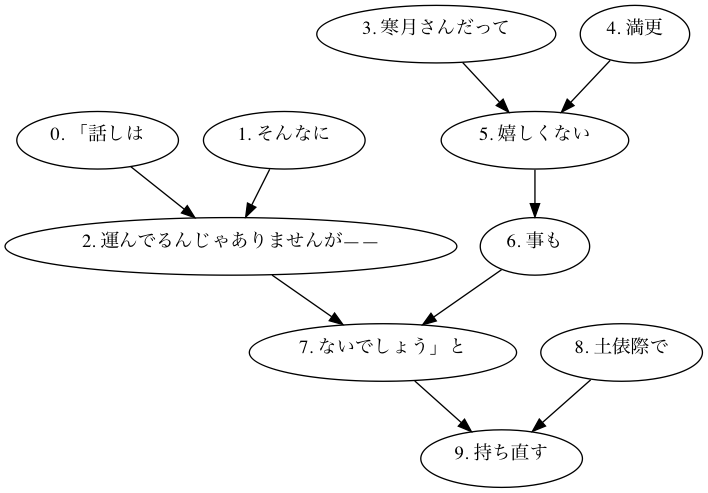 3. 寒月さんだって
4. 満更
0. 「話しは
1. そんなに
5. 嬉しくない
2. 運んでるんじゃありませんが——
6. 事も
7. ないでしょう」と
8. 土俵際で
9. 持ち直す